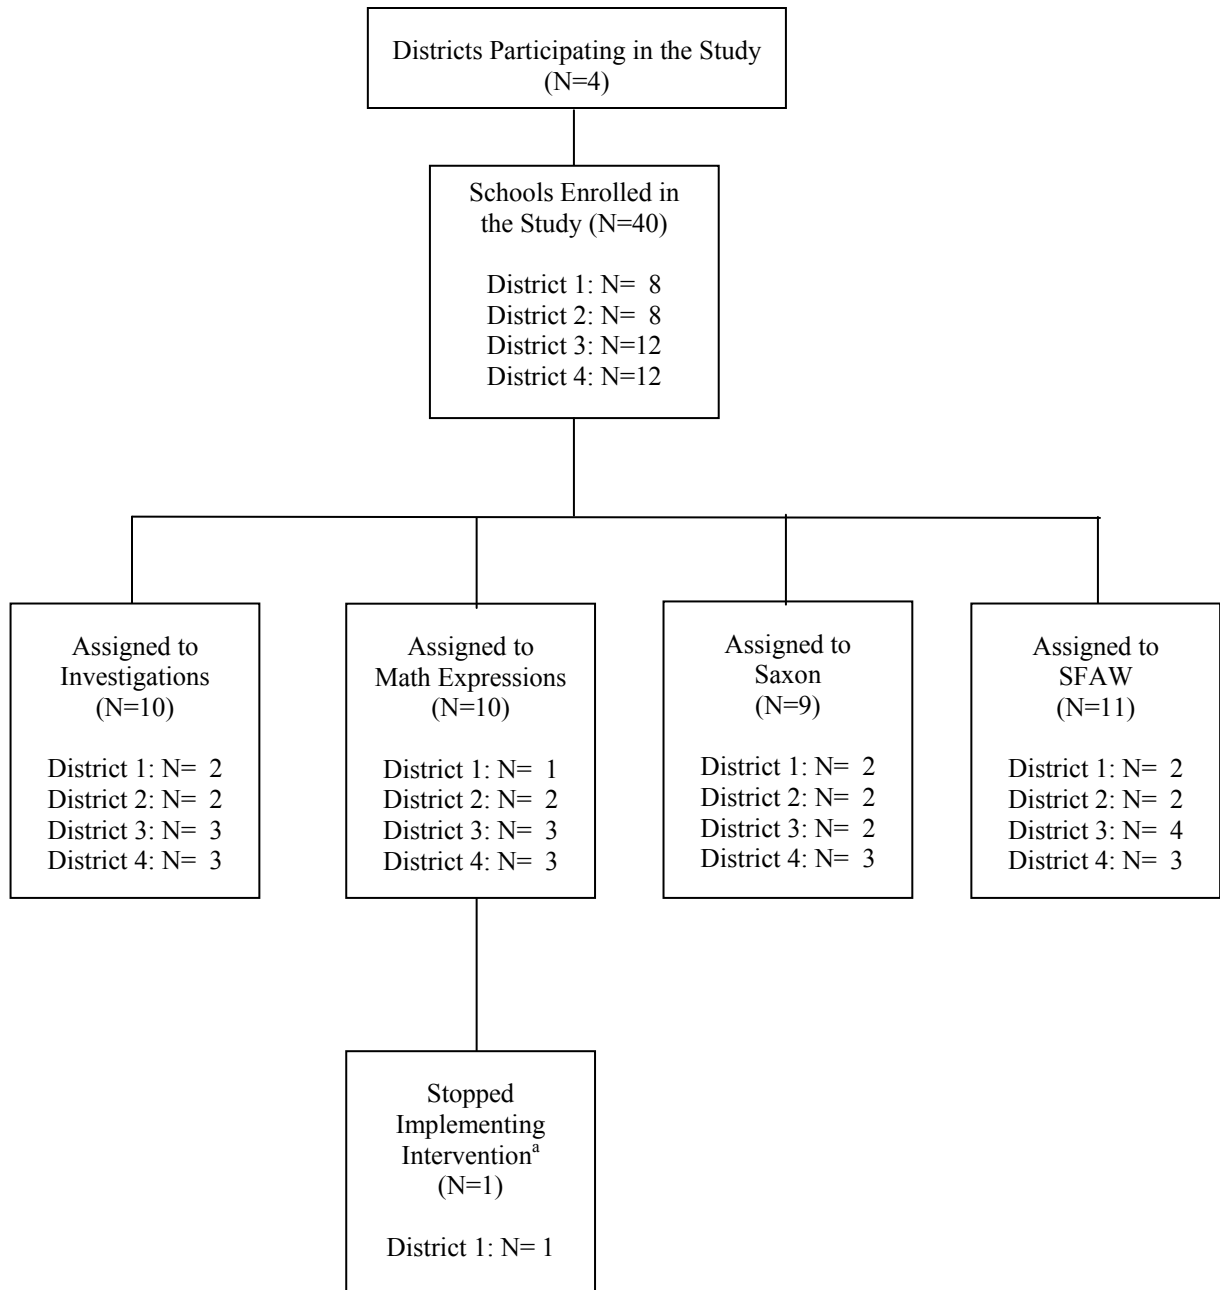 Districts Participating in the Study
(N=4)
Schools Enrolled in
the Study (N=40)
District 1: N= 8
District 2: N= 8
District 3: N=12
District 4: N=12
Assigned to
Investigations
(N=10)
District 1: N= 2
District 2: N= 2
District 3: N= 3
District 4: N= 3
Assigned to
Math Expressions
(N=10)
District 1: N= 1
District 2: N= 2
District 3: N= 3
District 4: N= 3
Assigned to
Saxon
(N=9)
District 1: N= 2
District 2: N= 2
District 3: N= 2
District 4: N= 3
Assigned to
SFAW
(N=11)
District 1: N= 2
District 2: N= 2
District 3: N= 4
District 4: N= 3
Stopped
Implementing
Intervention^a
(N=1)
District 1: N= 1